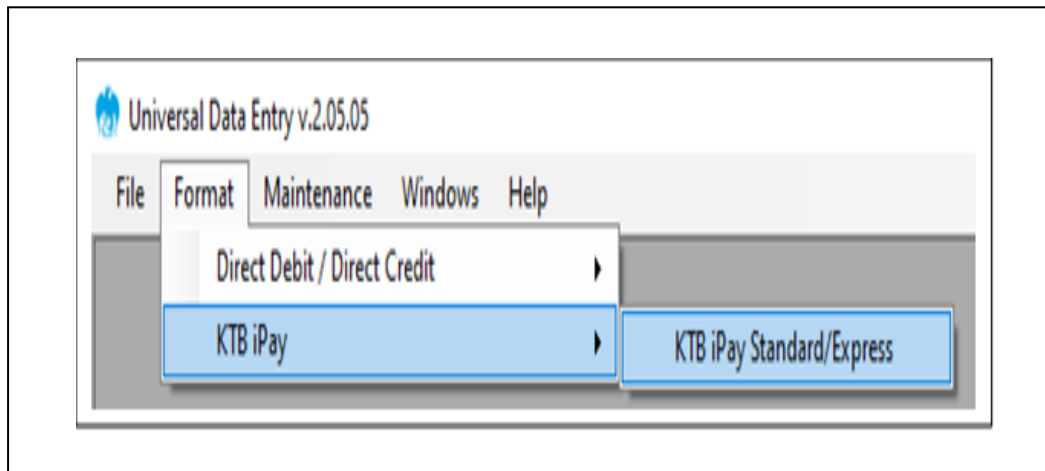 Universal Data Entry v.2.05.05
File Format Maintenance Windows Help
Direct Debit / Direct Credit
KTB iPay
KTB iPay Standard/Express